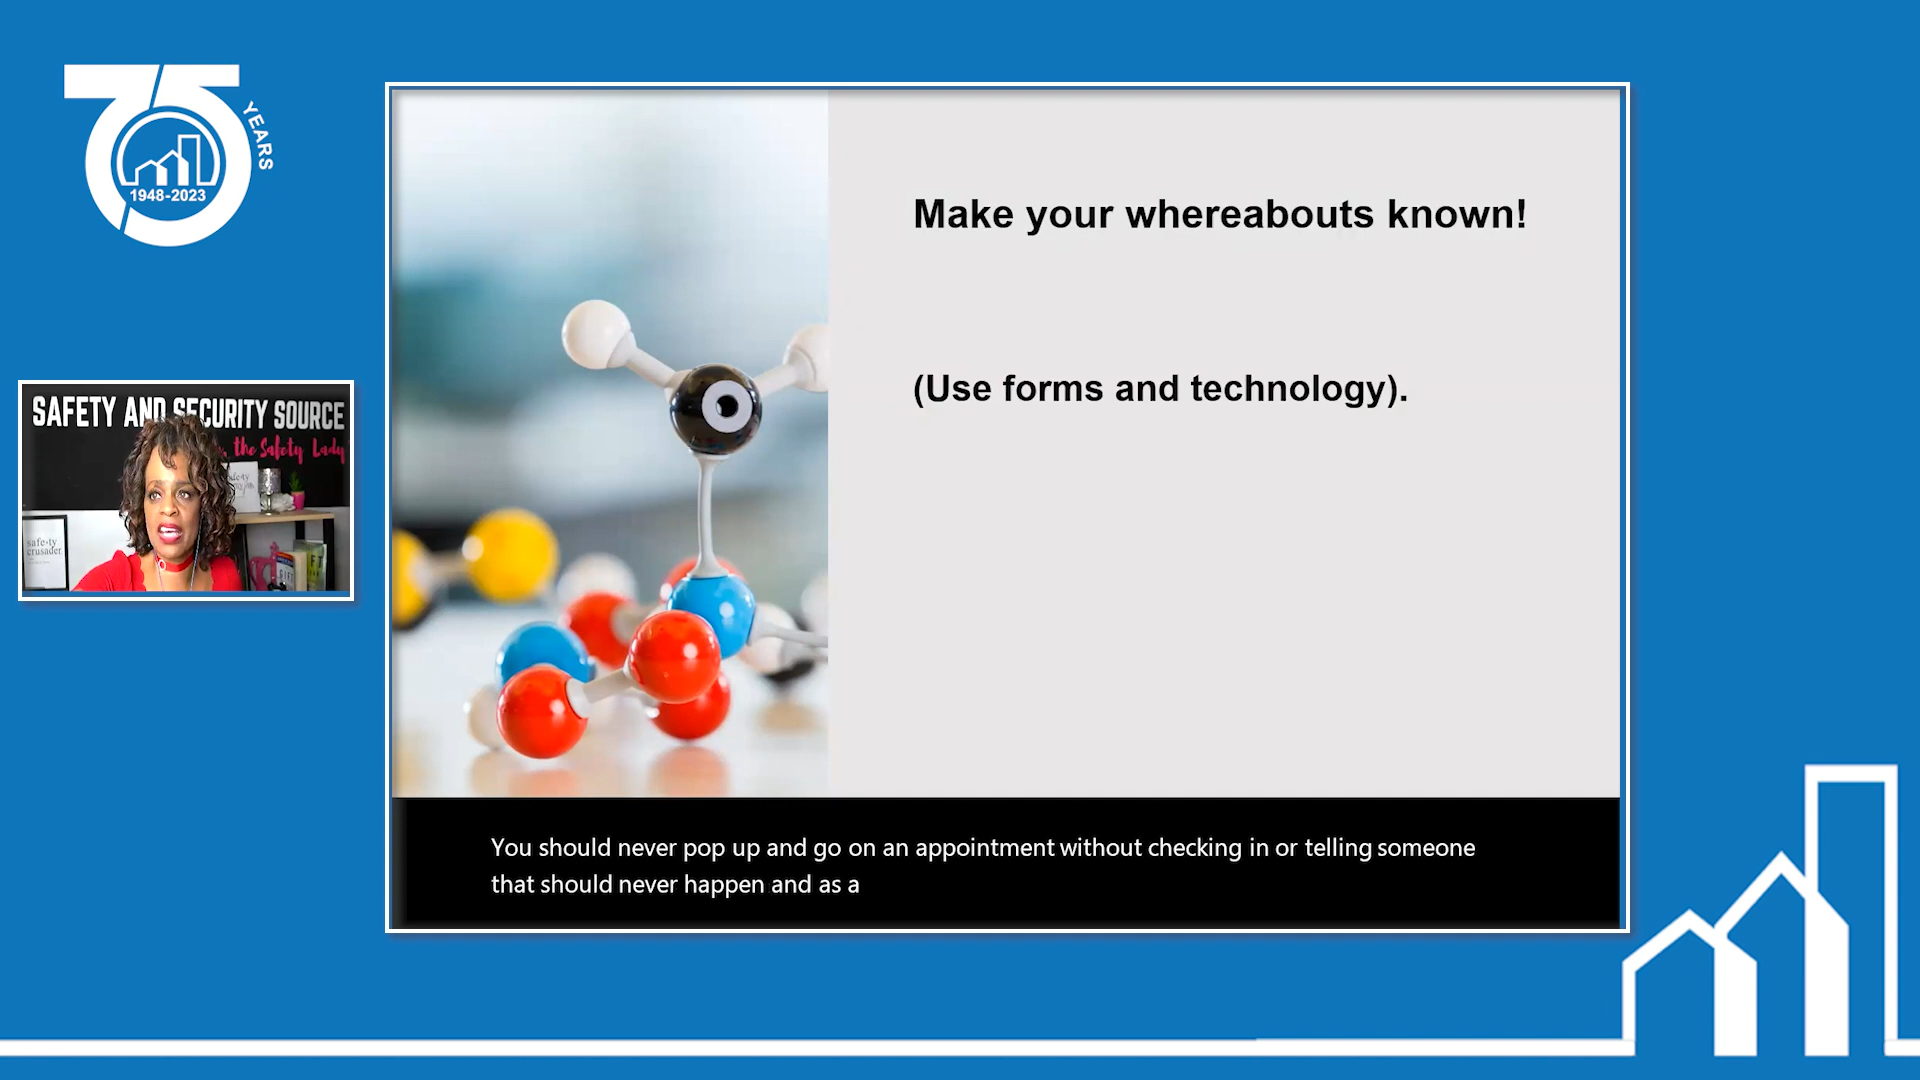 75
YEARS
1948-2023
Make your whereabouts known!
(Use forms and technology).
SAFETY AND SECURITY SOURCE
the Safety Lady
safe-ty
crusader
You should never pop up and go on an appointment without checking in or telling someone
that should never happen and as a